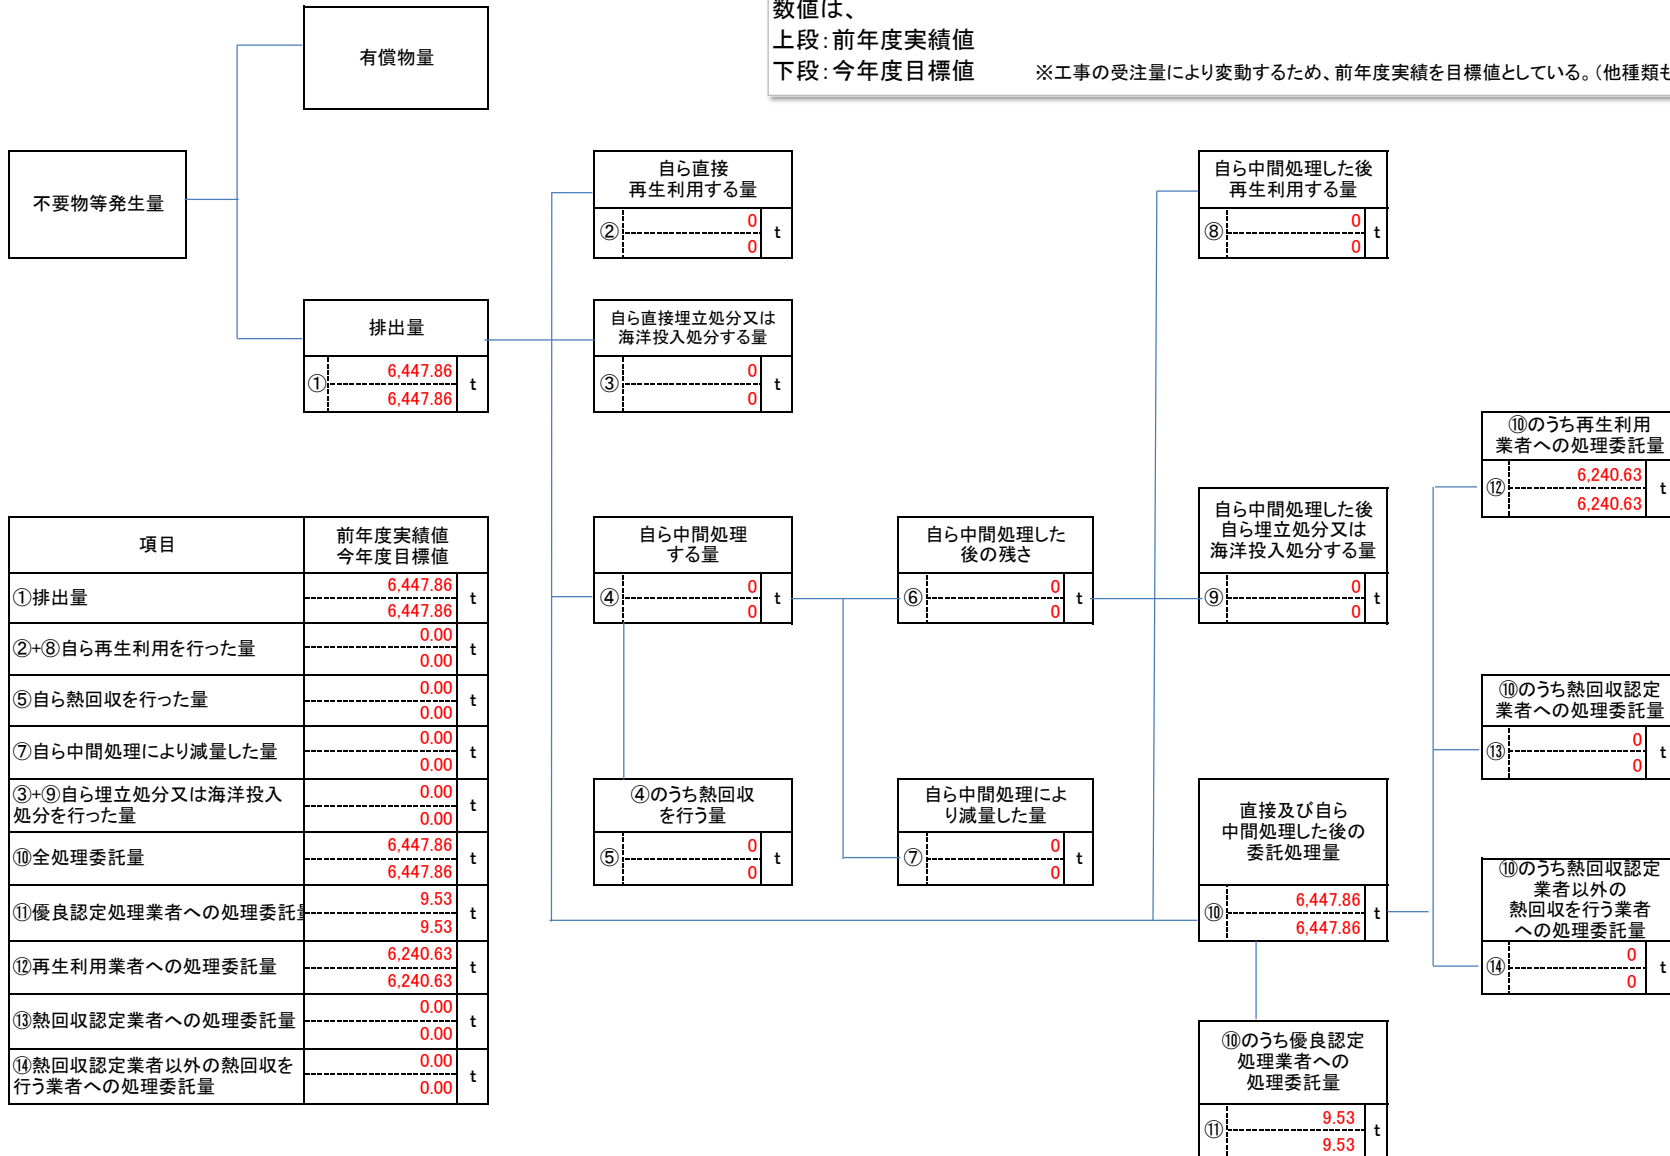 数値は、
上段：前年度実績値
下段：今年度目標値　※工事の受注量により変動するため、前年度実績を目標値としている。（他種類も
有償物量
不要物等発生量
排出量
①
6,447.86
6,447.86
t
自ら直接
再生利用する量
②
0
0
t
自ら直接埋立処分又は
海洋投入処分する量
③
0
0
t
自ら中間処理した後
再生利用する量
⑧
0
0
t
⑩のうち再生利用
業者への処理委託量
⑫
6,240.63
6,240.63
t
自ら中間処理
する量
④
0
0
t
自ら中間処理した
後の残さ
⑥
0
0
t
自ら中間処理した後
自ら埋立処分又は
海洋投入処分する量
⑨
0
0
t
⑩のうち熱回収認定
業者への処理委託量
⑬
0
0
t
④のうち熱回収
を行う量
⑤
0
0
t
自ら中間処理によ
り減量した量
⑦
0
0
t
直接及び自ら
中間処理した後の
委託処理量
⑩
6,447.86
6,447.86
t
⑩のうち熱回収認定
業者以外の
熱回収を行う業者
への処理委託量
⑭
0
0
t
⑩のうち優良認定
処理業者への
処理委託量
⑪
9.53
9.53
t
項目
前年度実績値
今年度目標値
①排出量
6,447.86
6,447.86
t
②+⑧自ら再生利用を行った量
0.00
0.00
t
⑤自ら熱回収を行った量
0.00
0.00
t
⑦自ら中間処理により減量した量
0.00
0.00
t
③+⑨自ら埋立処分又は海洋投入
処分を行った量
0.00
0.00
t
⑩全処理委託量
6,447.86
6,447.86
t
⑪優良認定処理業者への処理委託
9.53
9.53
t
⑫再生利用業者への処理委託量
6,240.63
6,240.63
t
⑬熱回収認定業者への処理委託量
0.00
0.00
t
⑭熱回収認定業者以外の熱回収を
行う業者への処理委託量
0.00
0.00
t